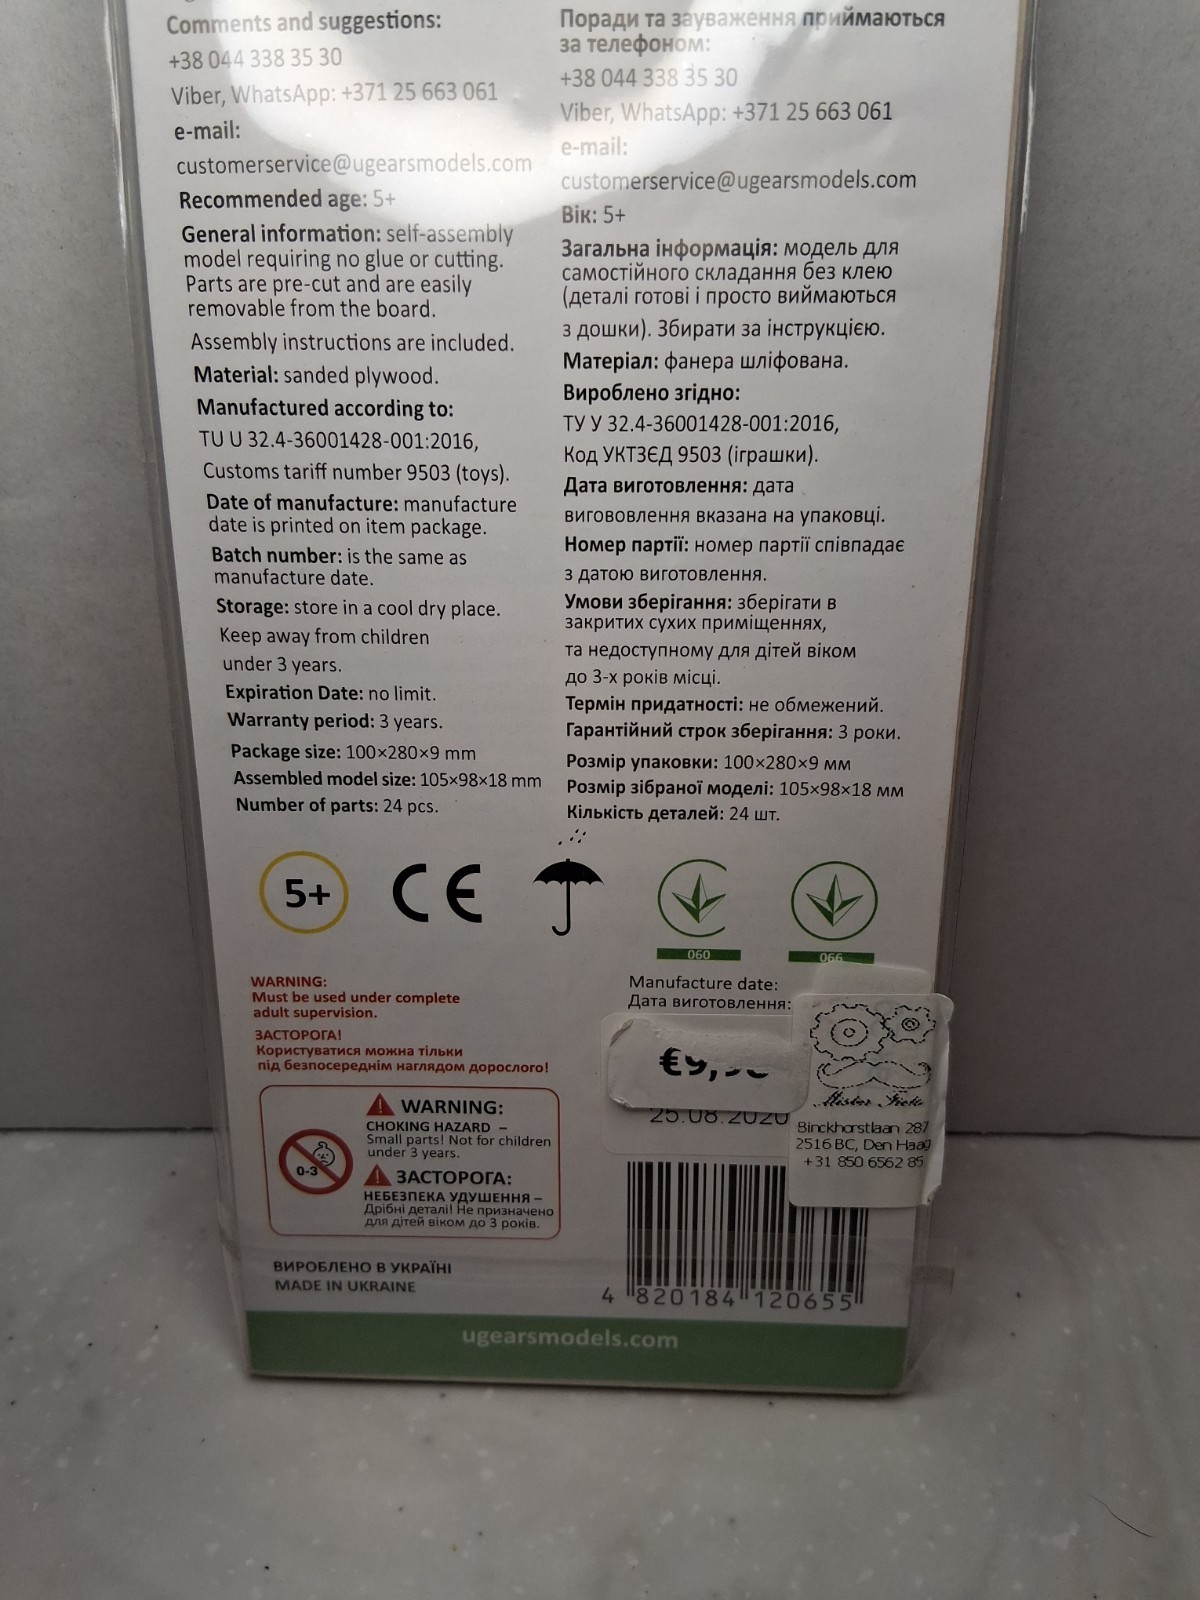 Comments and suggestions:
+38 044 338 35 30
Viber, WhatsApp: +371 25 663 061
e-mail:
customerservice@ugearsmodels.com
Recommended age: 5+
General information: self-assembly
model requiring no glue or cutting.
Parts are pre-cut and are easily
removable from the board.
Assembly instructions are included.
Material: sanded plywood.
Manufactured according to:
TU U 32.4-36001428-001:2016,
Customs tariff number 9503 (toys).
Date of manufacture: manufacture
date is printed on item package.
Batch number: is the same as
manufacture date.
Storage: store in a cool dry place.
Keep away from children
under 3 years.
Expiration Date: no limit.
Warranty period: 3 years.
Package size: 100×280×9 mm
Assembled model size: 105×98×18 mm
Number of parts: 24 pcs.
Поради та зауваження приймаються
за телефоном:
+38 044 338 35 30
Viber, WhatsApp: +371 25 663 061
e-mail:
customerservice@ugearsmodels.com
Вік: 5+
Загальна інформація: модель для
самостійного складання без клею
(деталі готові і просто виймаються
з дошки). Збирати за інструкцією.
Матеріал: фанера шліфована.
Вироблено згідно:
ТУ У 32.4-36001428-001:2016,
Код УКТЗЄД 9503 (іграшки).
Дата виготовлення: дата
вигововлення вказана на упаковці.
Номер партії: номер партії співпадає
з датою виготовлення.
Умови зберігання: зберігати в
закритих сухих приміщеннях,
та недоступному для дітей віком
до 3-х років місці.
Термін придатності: не обмежений.
Гарантійний строк зберігання: 3 роки.
Розмір упаковки: 100×280×9 мм
Розмір зібраної моделі: 105×98×18 мм
Кількість деталей: 24 шт.
5+
CE
060
066
WARNING:
Must be used under complete
adult supervision.
ЗАСТОРОГА!
Користуватися можна тільки
під безпосереднім наглядом дорослого!
WARNING:
CHOKING HAZARD –
Small parts! Not for children
under 3 years.
0-3
ЗАСТОРОГА:
НЕБЕЗПЕКА УДУШЕННЯ –
Дрібні деталі! Не призначено
для дітей віком до 3 років.
ВИРОБЛЕНО В УКРАЇНІ
MADE IN UKRAINE
Manufacture date:
Дата виготовлення:
25.08.2020
Binckhorstlaan 287
2516 BC, Den Haag
+31 850 6562 85
4 820184 120655
ugearsmodels.com